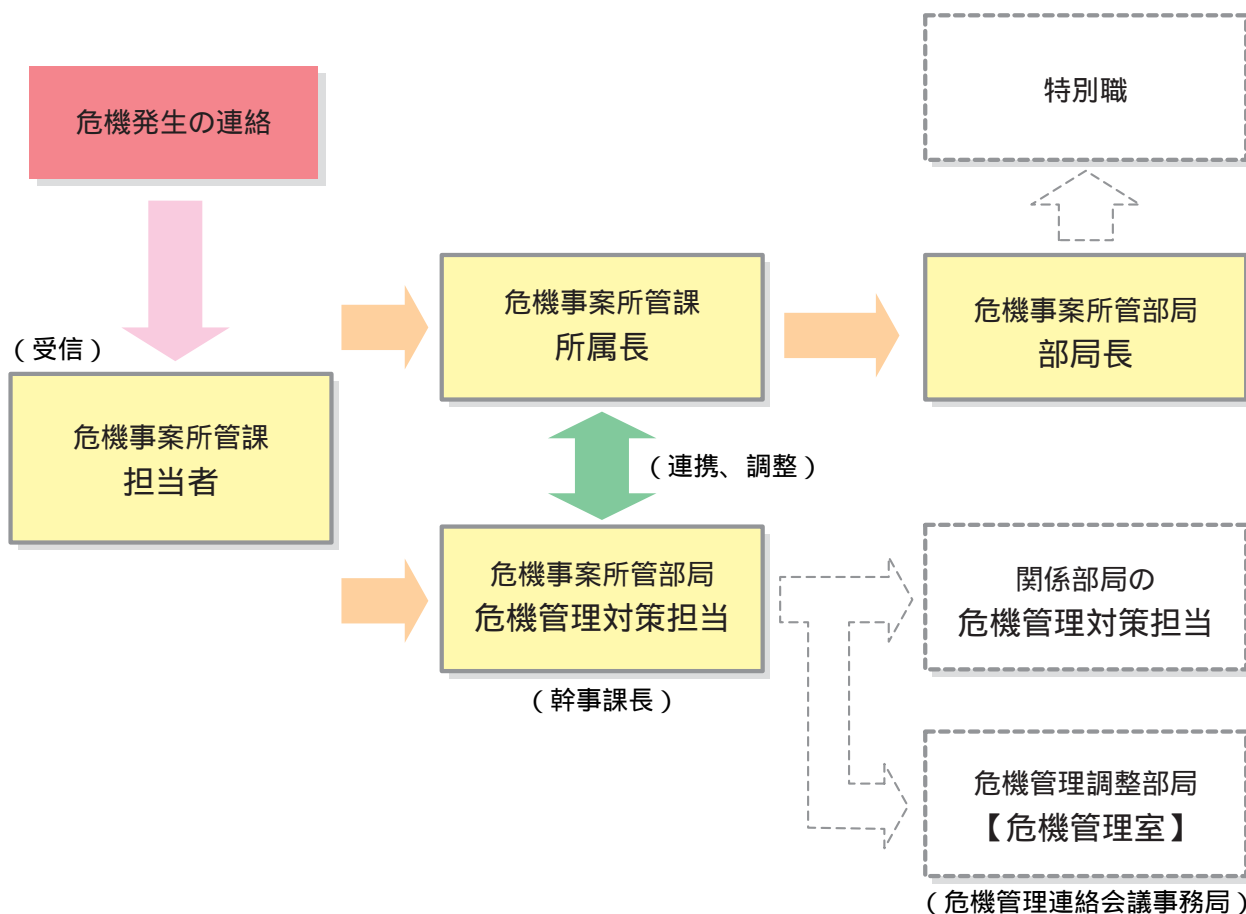 危機発生の連絡
特別職
（受信）
危機事案所管課
担当者
危機事案所管課
所属長
危機事案所管部局
部局長
（連携、調整）
危機事案所管部局
危機管理対策担当
（幹事課長）
関係部局の
危機管理対策担当
危機管理調整部局
【危機管理室】
（危機管理連絡会議事務局）